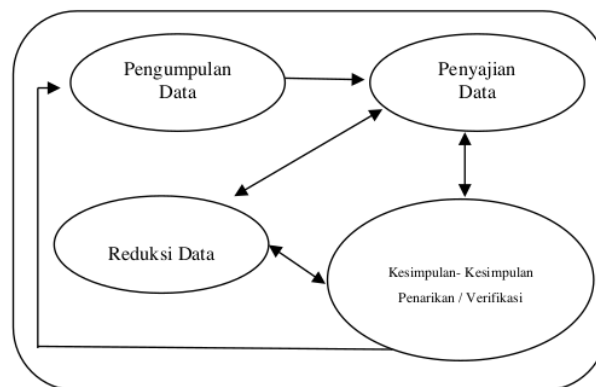 Pengumpulan
Data
Penyajian
Data
Reduksi Data
Kesimpulan- Kesimpulan
Penarikan / Verifikasi